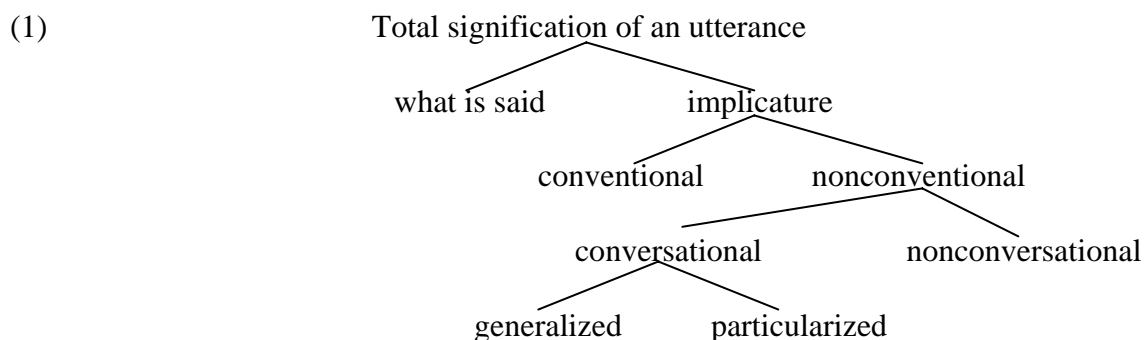 (1) Total signification of an utterance
what is said implicature
conventional nonconventional
conversational nonconversational
generalized particularized